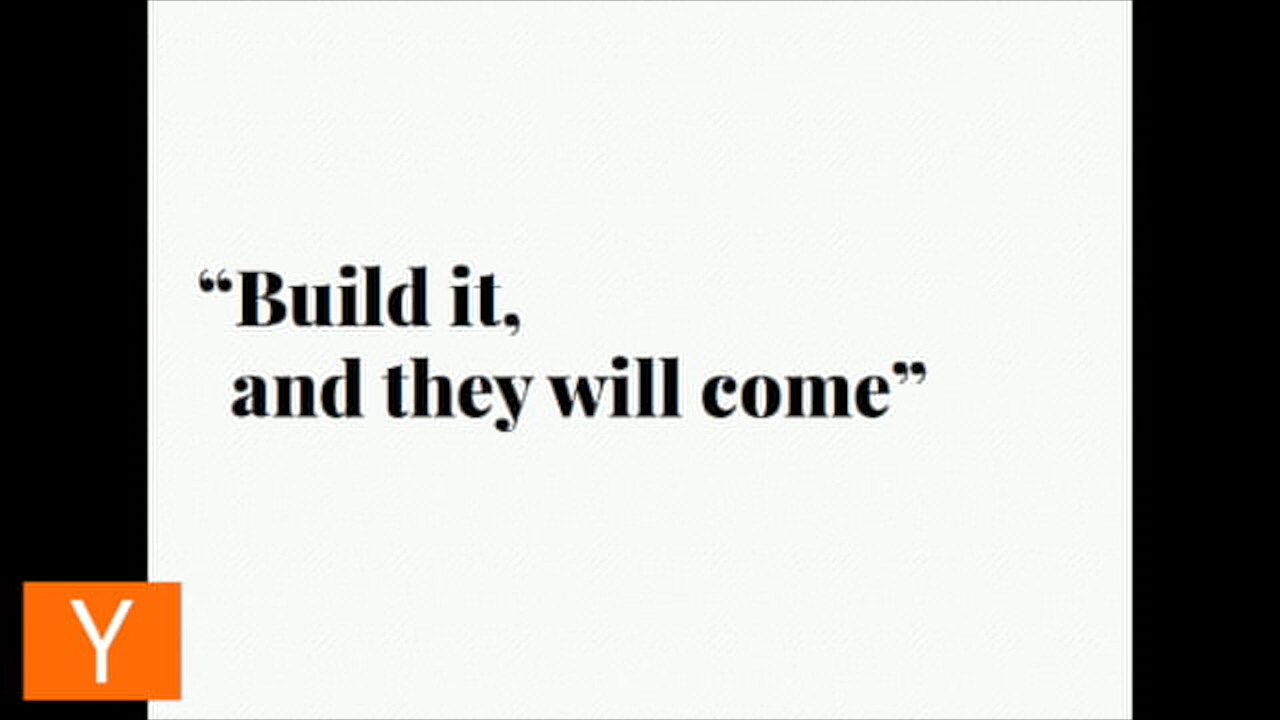 “Build it,
and they will come”
Y